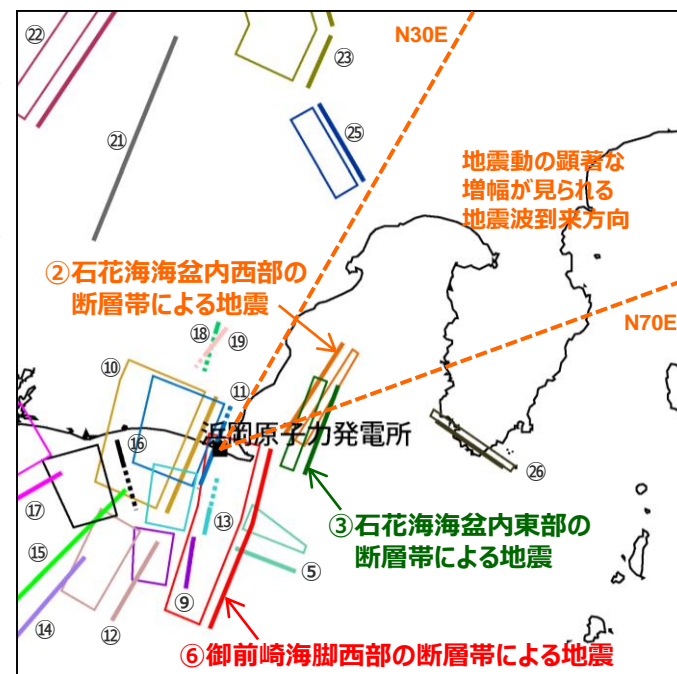 ㉒
N30E
㉓
㉑
㉕
地震動の顕著な
増幅が見られる
地震波到来方向
②石花海海盆内西部の
断層帯による地震
N70E
⑱
⑲
⑩
⑪
浜岡原子力発電所
⑯
㉖
⑰
⑬
③石花海海盆内東部の
断層帯による地震
⑮
⑤
⑨
⑭
⑫
⑥御前崎海脚西部の断層帯による地震